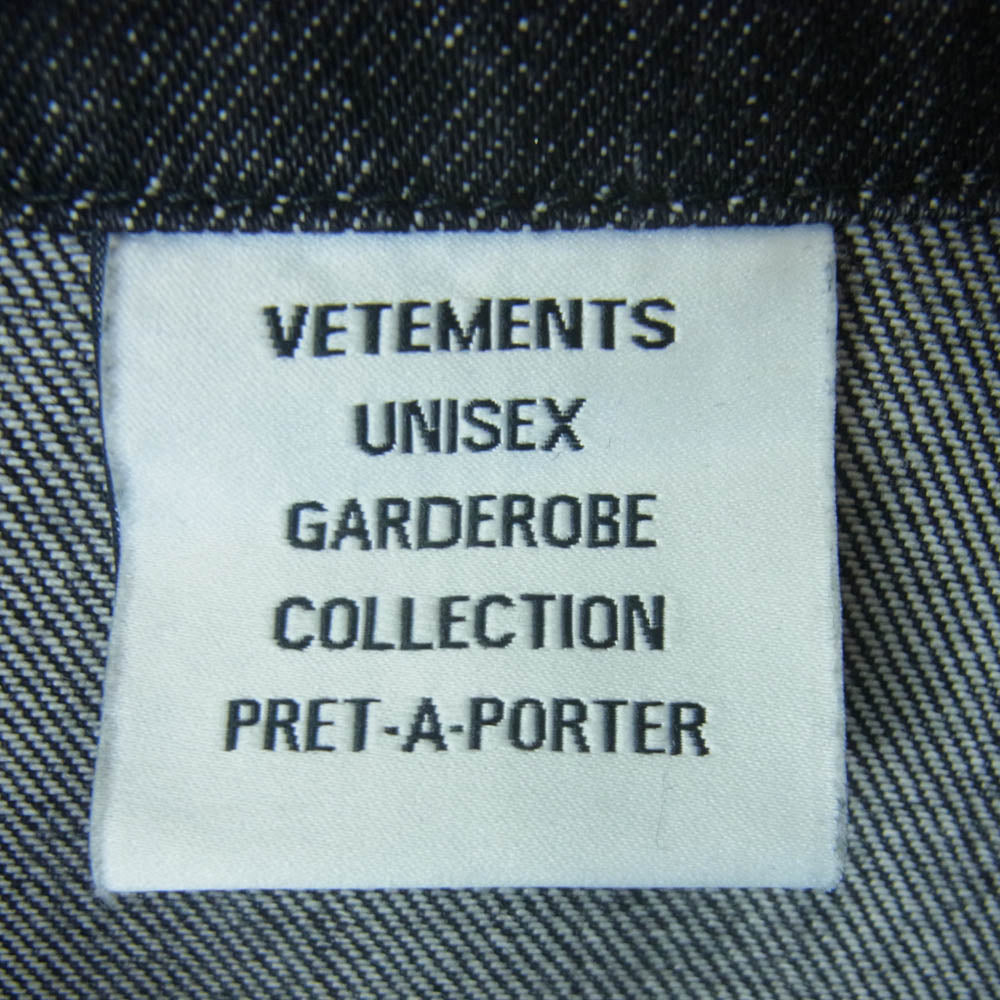 VETEMENTS
UNISEX
GARDEROBE
COLLECTION
PRET-A-PORTER